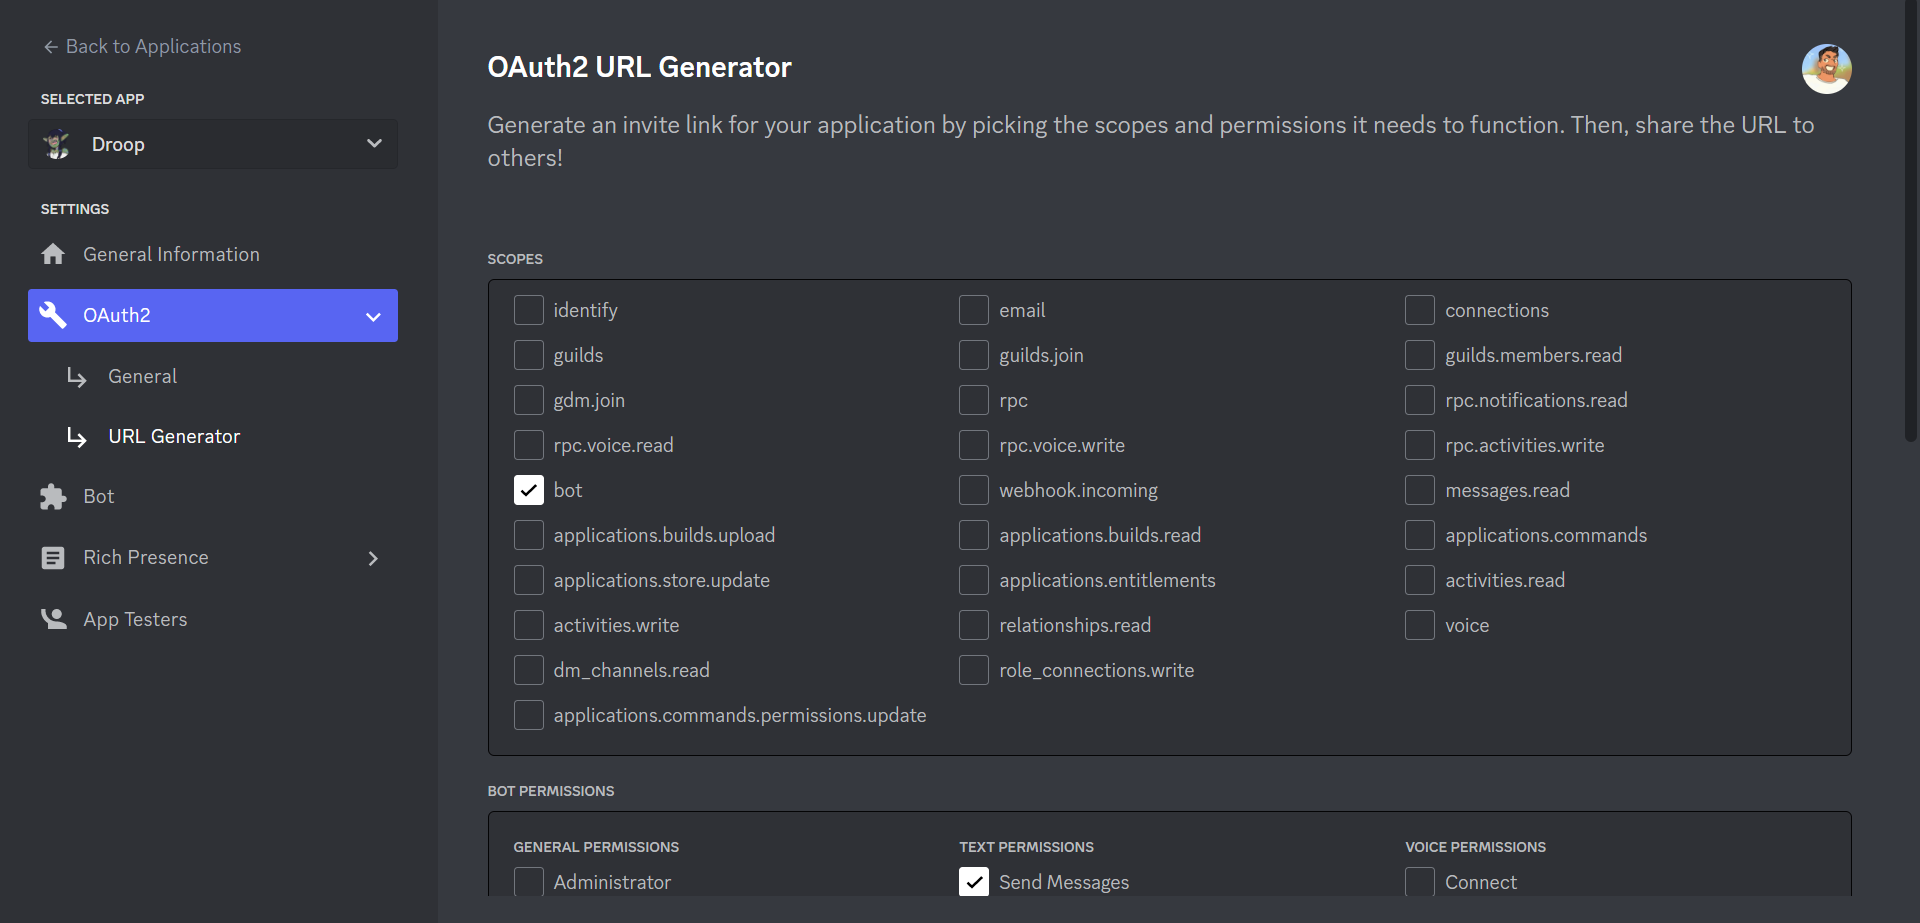 Back to Applications
SELECTED APP
Droop
SETTINGS
General Information
OAuth2
General
URL Generator
Bot
Rich Presence
App Testers
OAuth2 URL Generator
Generate an invite link for your application by picking the scopes and permissions it needs to function. Then, share the URL to
others!
SCOPES
identify
email
connections
guilds
guilds.join
guilds.members.read
gdm.join
rpc
rpc.notifications.read
rpc.voice.read
rpc.voice.write
rpc.activities.write
bot
webhook.incoming
messages.read
applications.builds.upload
applications.builds.read
applications.commands
applications.store.update
applications.entitlements
activities.read
activities.write
relationships.read
voice
dm_channels.read
role_connections.write
applications.commands.permissions.update
BOT PERMISSIONS
GENERAL PERMISSIONS
Administrator
TEXT PERMISSIONS
Send Messages
VOICE PERMISSIONS
Connect